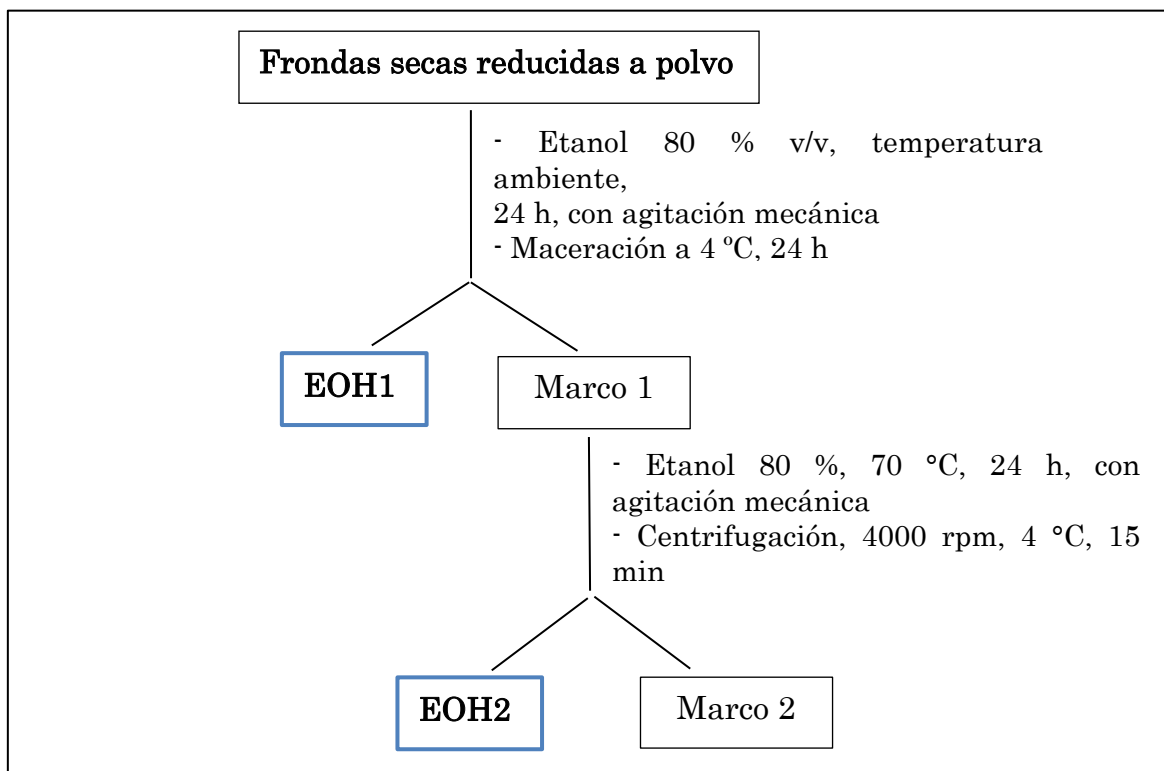 Frondas secas reducidas a polvo
- Etanol 80 % v/v, temperatura
ambiente,
24 h, con agitación mecánica
- Maceración a 4 ºC, 24 h
EOH1
Marco 1
- Etanol 80 %, 70 °C, 24 h, con
agitación mecánica
- Centrifugación, 4000 rpm, 4 °C, 15
min
EOH2
Marco 2